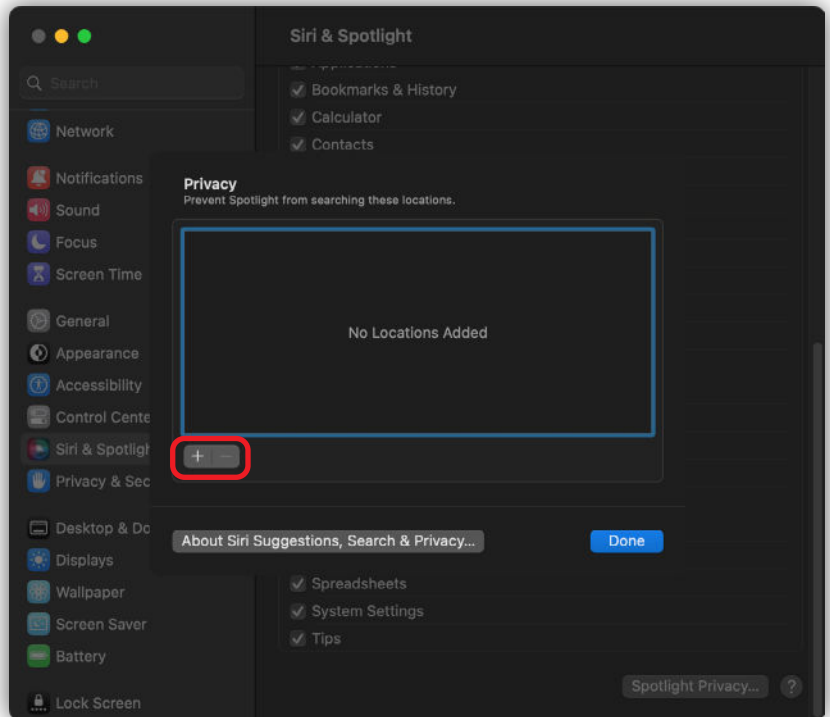 Siri & Spotlight
Search
Applications
Bookmarks & History
Calculator
Contacts
Network
Notifications
Sound
Focus
Screen Time
General
Appearance
Accessibility
Control Cente
Siri & Spotligh
Privacy & Sec
Desktop & Do
Displays
Wallpaper
Screen Saver
Battery
Lock Screen
Privacy
Prevent Spotlight from searching these locations.
No Locations Added
+ −
About Siri Suggestions, Search & Privacy...
Done
Spreadsheets
System Settings
Tips
Spotlight Privacy...
?